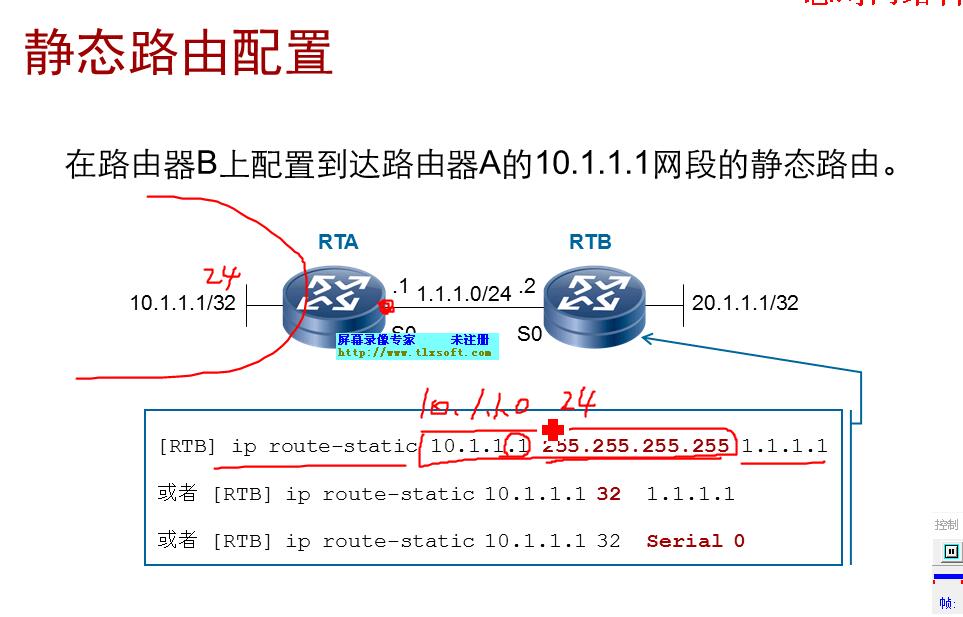 静态路由配置
在路由器B上配置到达路由器A的10.1.1.1网段的静态路由。
RTA
RTB
24
10.1.1.1/32
.1
1.1.1.0/24
.2
20.1.1.1/32
S0
S0
屏幕录像专家 未注册
http://www.tlxsoft.com
10.1.1.0 24
[RTB] ip route-static 10.1.1.1 255.255.255.255 1.1.1.1
或者 [RTB] ip route-static 10.1.1.1 32 1.1.1.1
或者 [RTB] ip route-static 10.1.1.1 32 Serial 0
控制
帧: